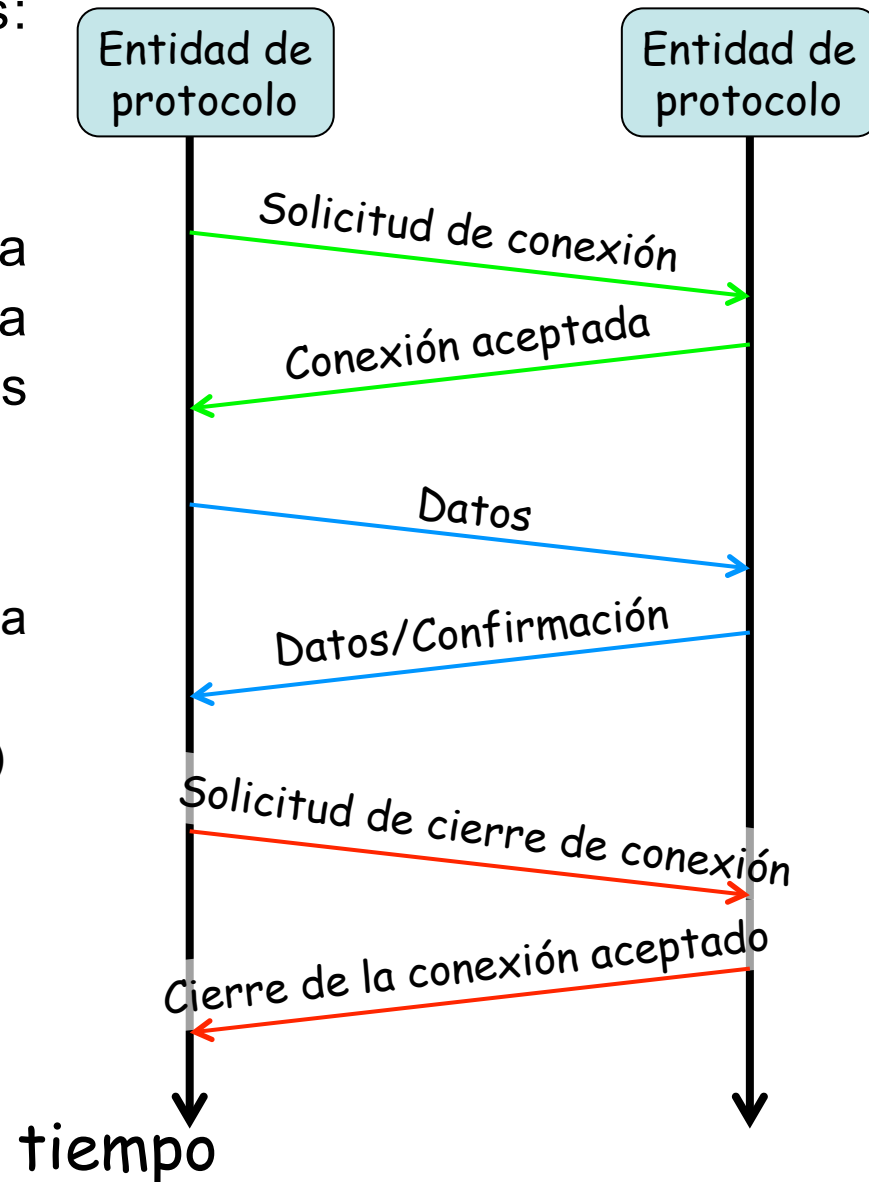 s:
Entidad de
protocolo
Entidad de
protocolo
Solicitud de conexión
a
a
Conexión aceptada
s
Datos
a
Datos/Confirmación
)
Solicitud de cierre de conexión
Cierre de la conexión aceptado
tiempo